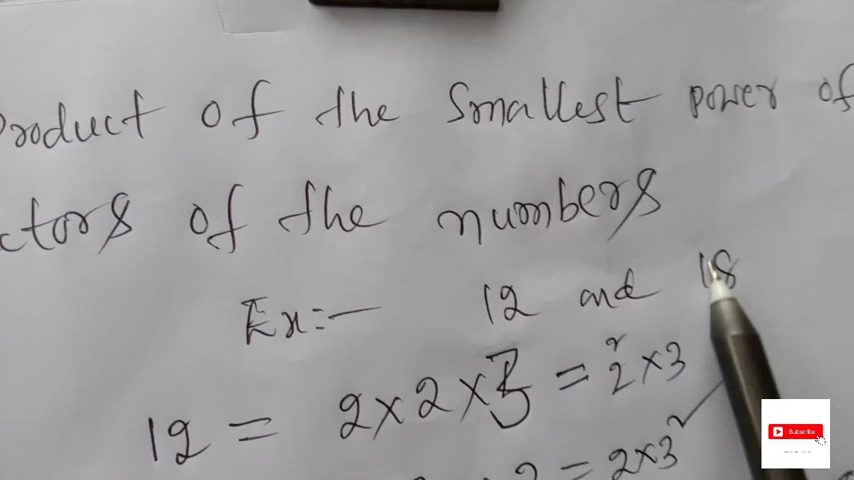 Product of the Smallest power of
ctors of the numbers
Ex:- 12 and 18
12 = 2×2×3 = 2²×3
= 2×3²
Subscribe